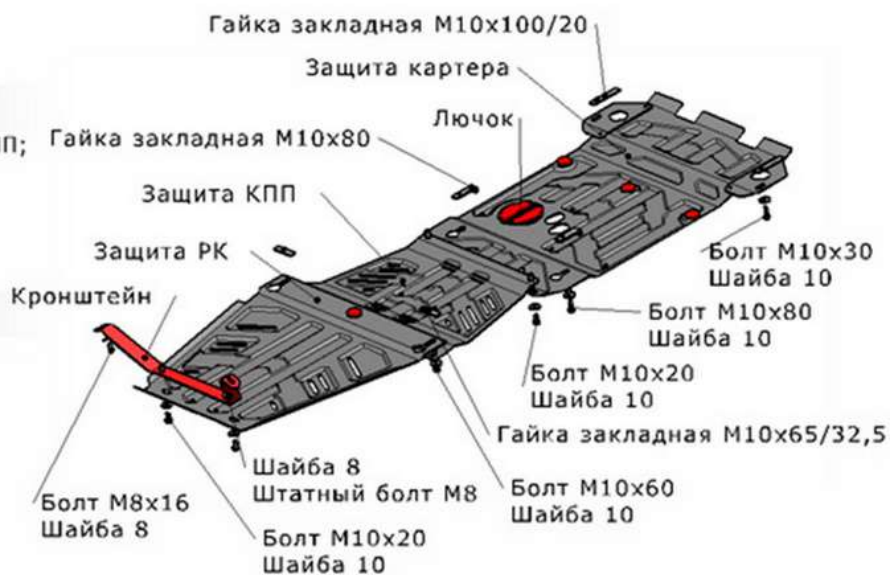 Гайка закладная М10х100/20
Защита картера
Лючок
П;
Гайка закладная М10х80
Защита КПП
Защита РК
Кронштейн
Болт М10х30
Шайба 10
Болт М10х80
Шайба 10
Болт М10х20
Шайба 10
Гайка закладная М10х65/32,5
Шайба 8
Штатный болт М8
Болт М10х60
Шайба 10
Болт М8х16
Шайба 8
Болт М10х20
Шайба 10